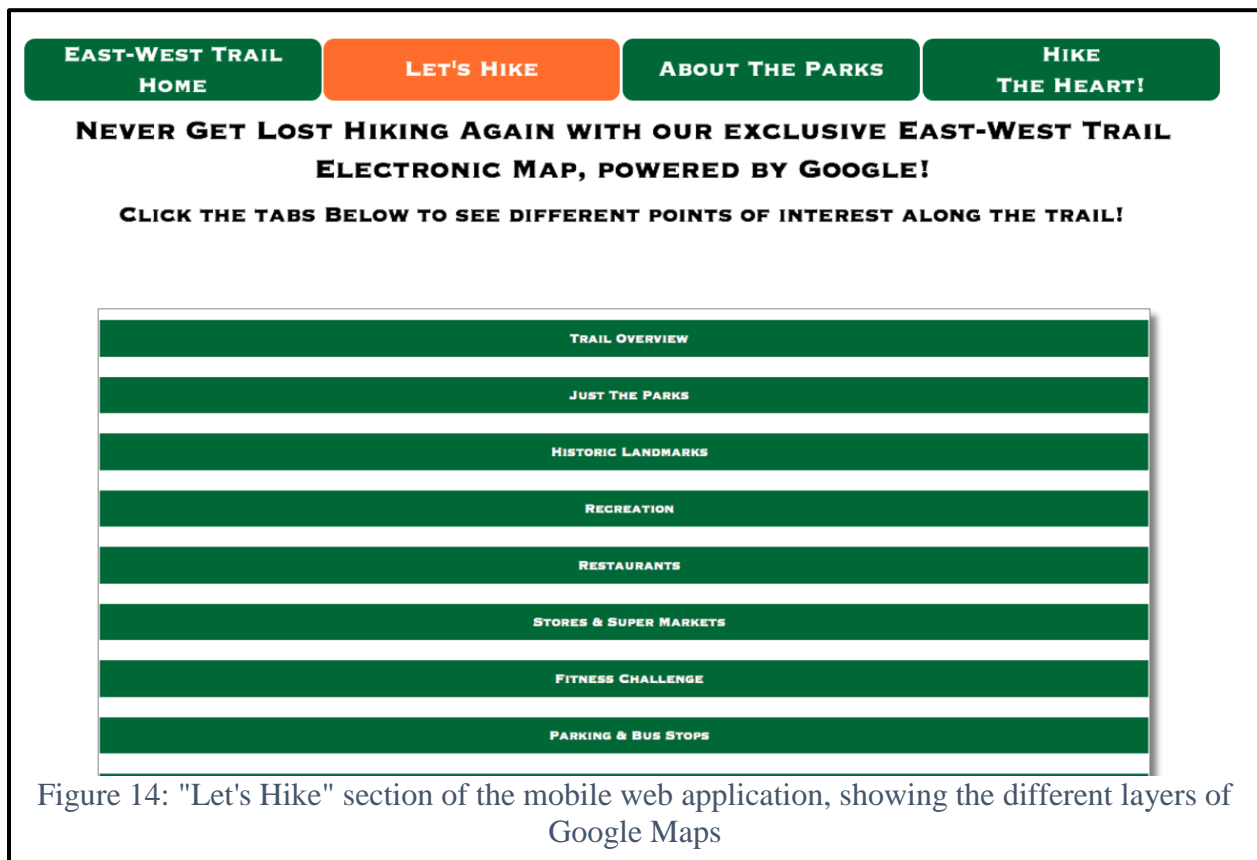 East-West Trail
Home
Let's Hike
About The Parks
Hike
The Heart!
Never Get Lost Hiking Again with our exclusive East-West Trail
Electronic Map, powered by Google!
Click the tabs Below to see different points of interest along the trail!
Trail Overview
Just The Parks
Historic Landmarks
Recreation
Restaurants
Stores & Super Markets
Fitness Challenge
Parking & Bus Stops
Figure 14: "Let's Hike" section of the mobile web application, showing the different layers of
Google Maps